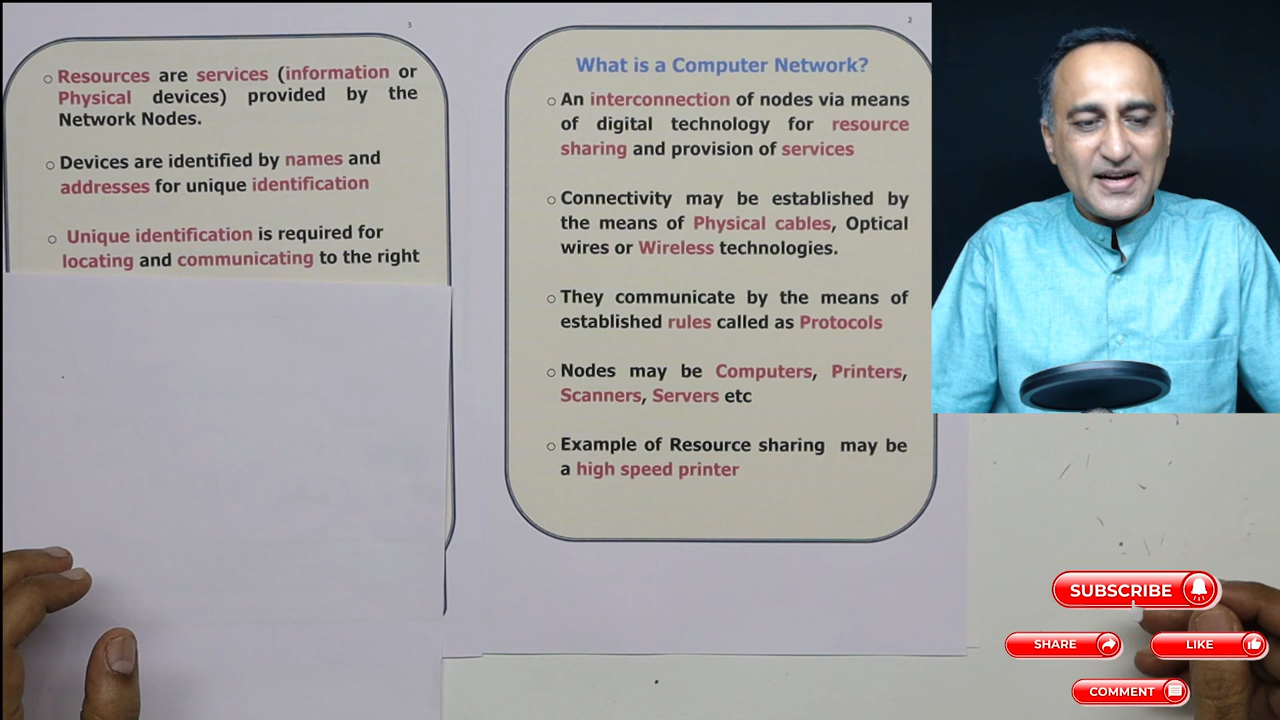 3
○ Resources are services (information or
Physical devices) provided by the
Network Nodes.
○ Devices are identified by names and
addresses for unique identification
○ Unique identification is required for
locating and communicating to the right
2
What is a Computer Network?
○ An interconnection of nodes via means
of digital technology for resource
sharing and provision of services
○ Connectivity may be established by
the means of Physical cables, Optical
wires or Wireless technologies.
○ They communicate by the means of
established rules called as Protocols
○ Nodes may be Computers, Printers,
Scanners, Servers etc
○ Example of Resource sharing may be
a high speed printer
SUBSCRIBE
SHARE
LIKE
COMMENT